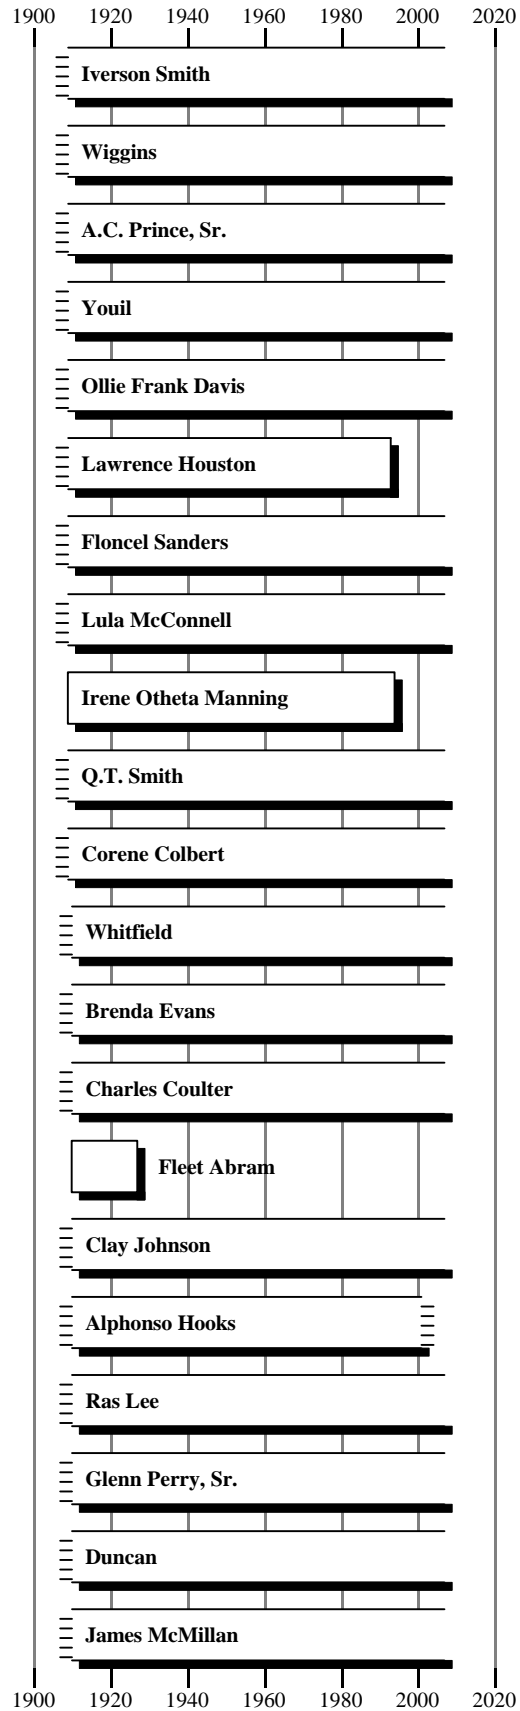 1900 1920 1940 1960 1980 2000 2020
Iverson Smith
Wiggins
A.C. Prince, Sr.
Youil
Ollie Frank Davis
Lawrence Houston
Floncel Sanders
Lula McConnell
Irene Otheta Manning
Q.T. Smith
Corene Colbert
Whitfield
Brenda Evans
Charles Coulter
Fleet Abram
Clay Johnson
Alphonso Hooks
Ras Lee
Glenn Perry, Sr.
Duncan
James McMillan
1900 1920 1940 1960 1980 2000 2020